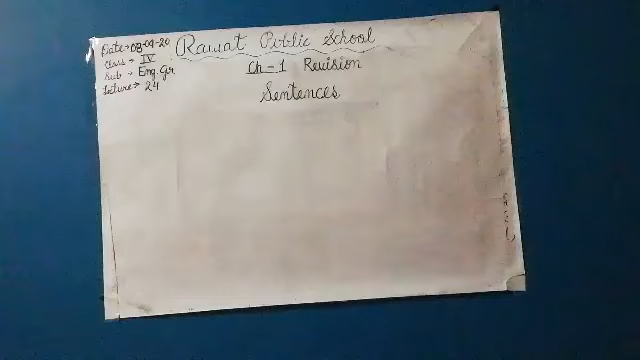 Date → 08-09-20
Class → IV
Sub → Eng. Gr
Lecture → 24
Rawat Public School
Ch - 1 Revision
Sentences